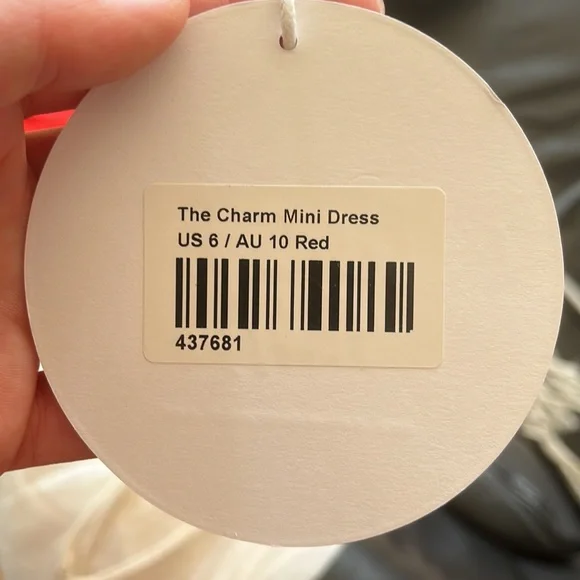 The Charm Mini Dress
US 6 / AU 10 Red
437681